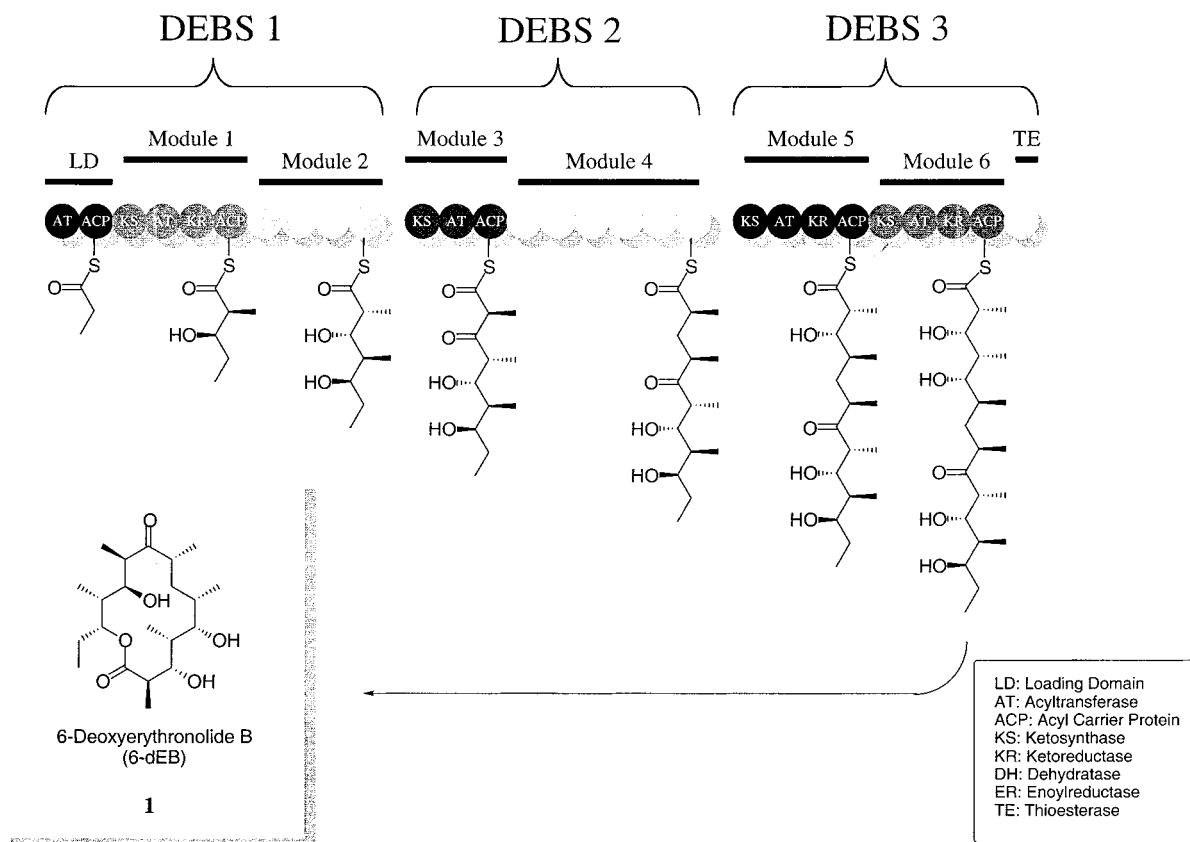 DEBS 1
DEBS 2
DEBS 3
Module 1
Module 3
Module 5
TE
LD
Module 2
Module 4
Module 6
AT ACP KS AT KR ACP
KS AT ACP
KS AT KR ACP KS AT KR ACP
S S S S S S S
O O O O O O O
HO HO O HO HO
HO HO O HO
HO HO O O
HO HO O
HO HO HO
HO
O
OH
O
OH
O
OH
6-Deoxyerythronolide B
(6-dEB)
1
LD: Loading Domain
AT: Acyltransferase
ACP: Acyl Carrier Protein
KS: Ketosynthase
KR: Ketoreductase
DH: Dehydratase
ER: Enoylreductase
TE: Thioesterase